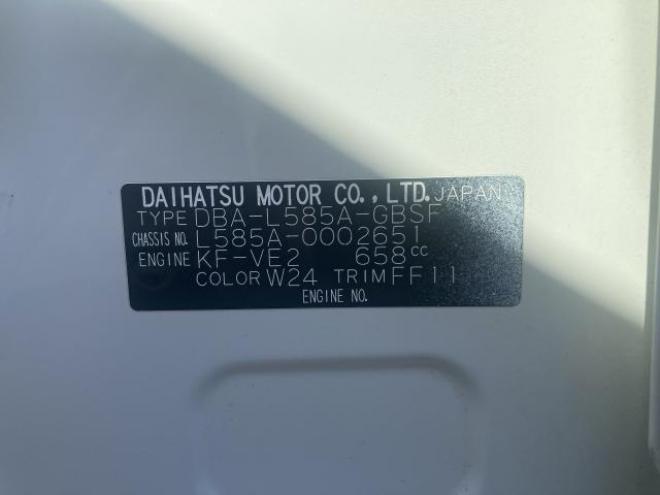 DAIHATSU MOTOR CO., LTD. JAPAN
TYPE DBA-L585A-GBSF
CHASSIS NO. L585A-0002651
ENGINE KF-VE2 658cc
COLOR W24 TRIM FF11
ENGINE NO.